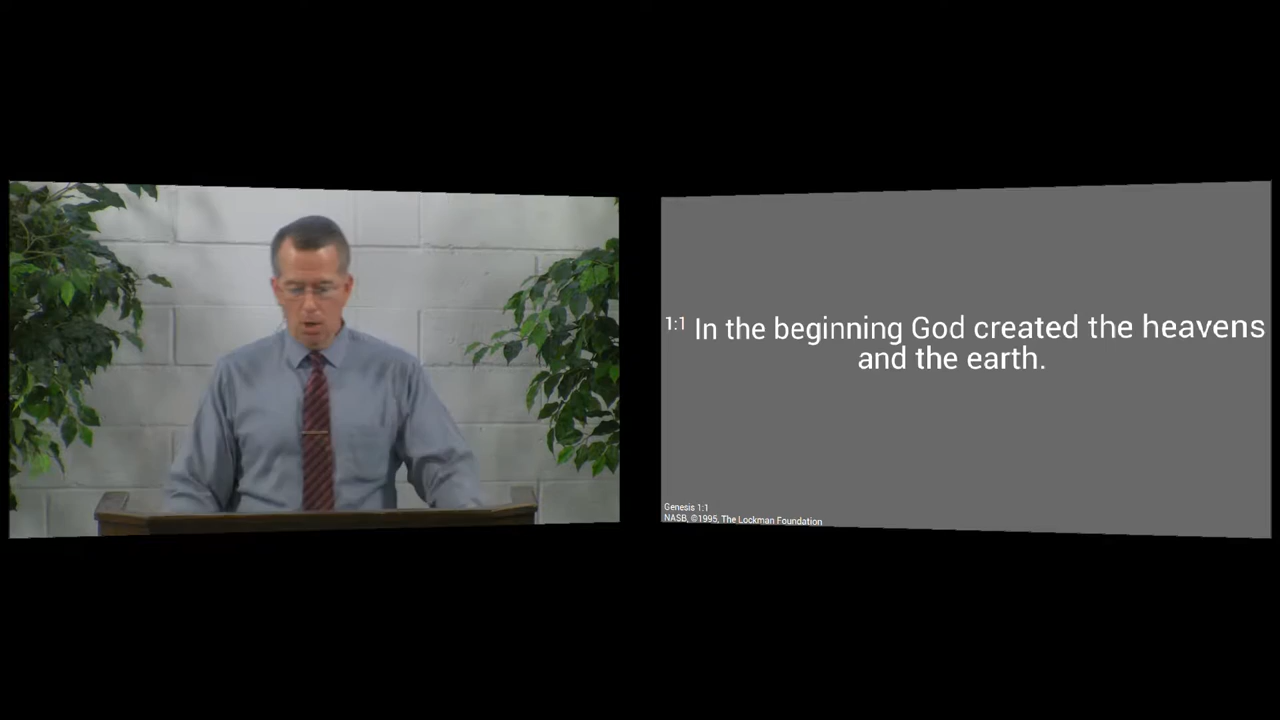 1:1 In the beginning God created the heavens
and the earth.
Genesis 1:1
NASB, ©1995, The Lockman Foundation